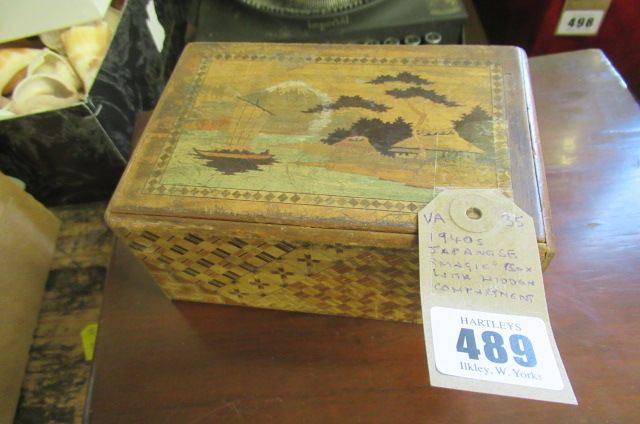 498
VA 35
1940s
JAPANESE
"MAGIC" BOX
WITH HIDDEN
COMPARTMENT
HARTLEYS
489
Ilkley, W. Yorks